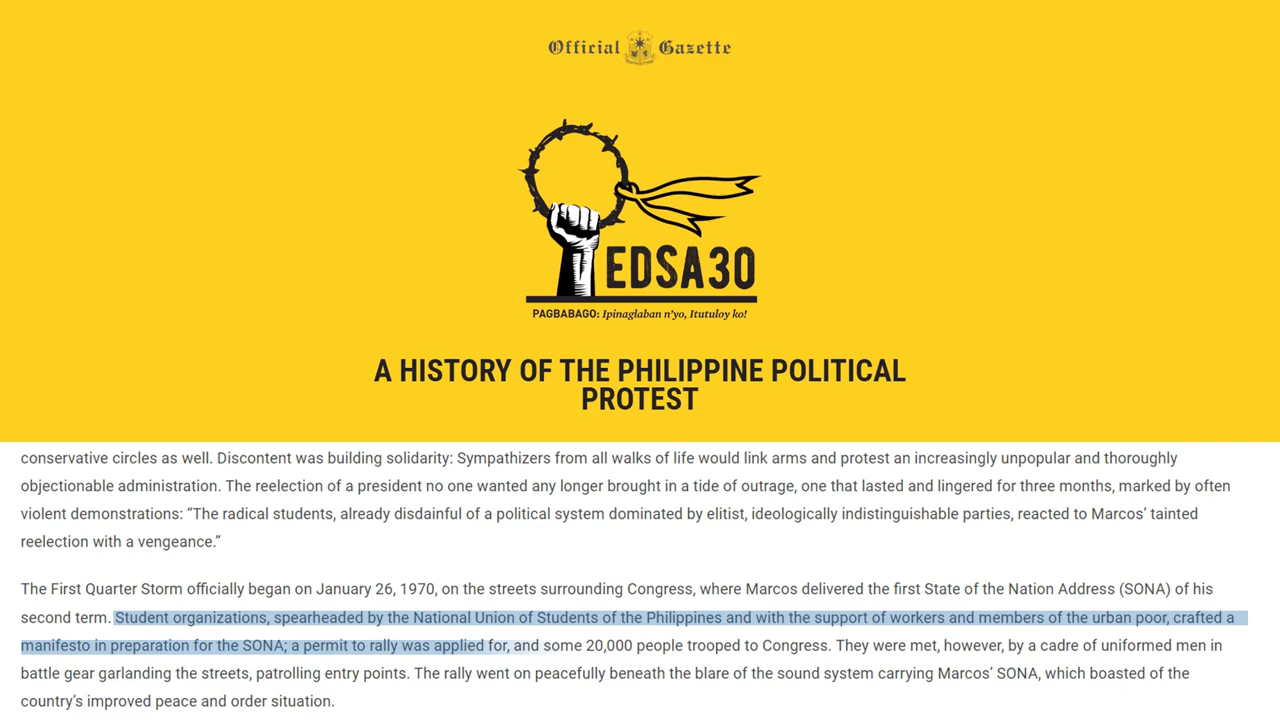 Official Gazette
EDSA30
PAGBABAGO: Ipinaglaban n'yo, Itutuloy ko!
A HISTORY OF THE PHILIPPINE POLITICAL
PROTEST
conservative circles as well. Discontent was building solidarity: Sympathizers from all walks of life would link arms and protest an increasingly unpopular and thoroughly
objectionable administration. The reelection of a president no one wanted any longer brought in a tide of outrage, one that lasted and lingered for three months, marked by often
violent demonstrations: “The radical students, already disdainful of a political system dominated by elitist, ideologically indistinguishable parties, reacted to Marcos’ tainted
reelection with a vengeance.”
The First Quarter Storm officially began on January 26, 1970, on the streets surrounding Congress, where Marcos delivered the first State of the Nation Address (SONA) of his
second term. Student organizations, spearheaded by the National Union of Students of the Philippines and with the support of workers and members of the urban poor, crafted a
manifesto in preparation for the SONA; a permit to rally was applied for, and some 20,000 people trooped to Congress. They were met, however, by a cadre of uniformed men in
battle gear garlanding the streets, patrolling entry points. The rally went on peacefully beneath the blare of the sound system carrying Marcos’ SONA, which boasted of the
country’s improved peace and order situation.